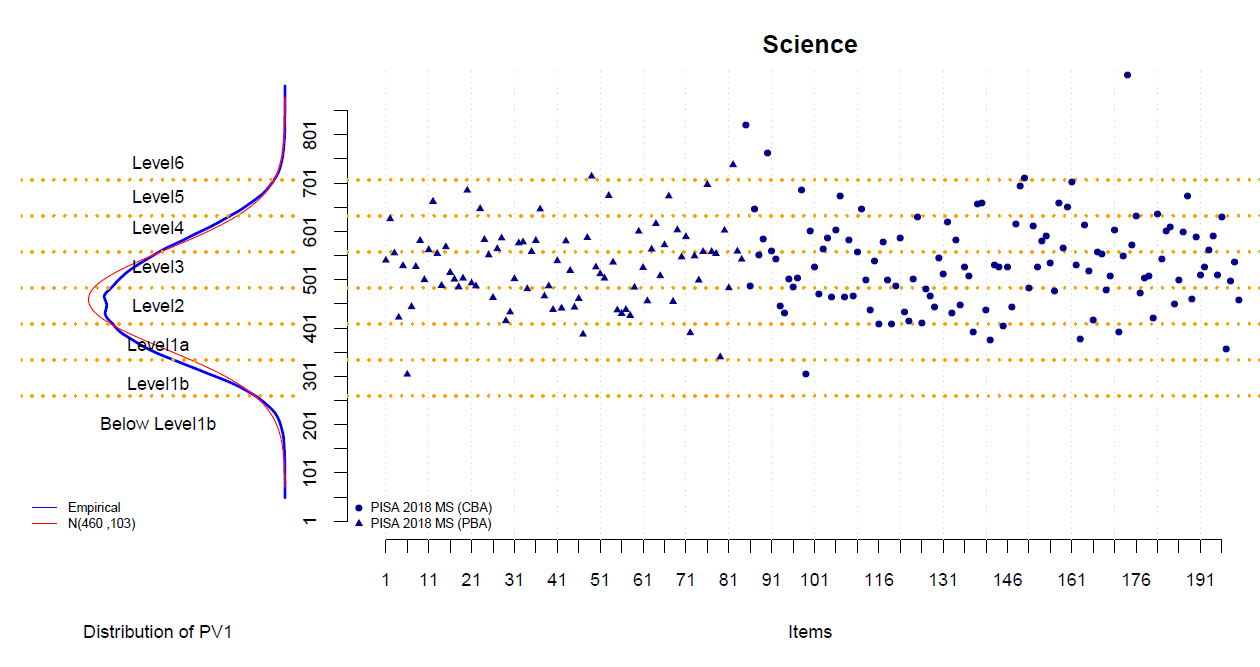 Science
Level6
Level5
Level4
Level3
Level2
Level1a
Level1b
Below Level1b
801
701
601
501
401
301
201
101
1
Empirical
N(460 ,103)
PISA 2018 MS (CBA)
PISA 2018 MS (PBA)
1 11 21 31 41 51 61 71 81 91 101 116 131 146 161 176 191
Distribution of PV1
Items